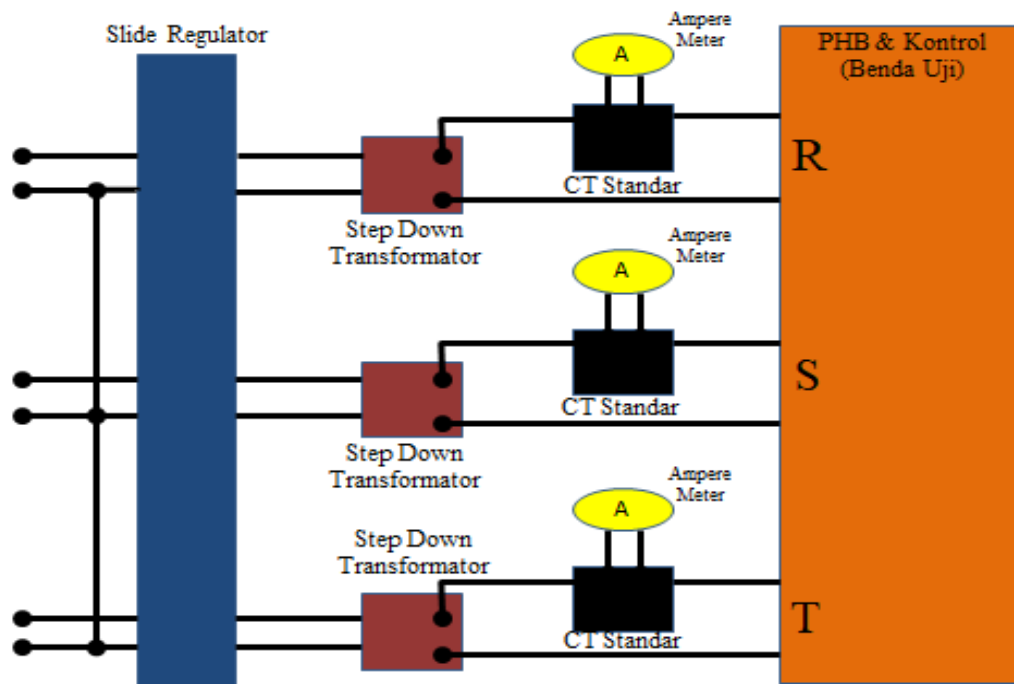 Slide Regulator
Ampere
Meter
A
PHB & Kontrol
(Benda Uji)
R
CT Standar
Step Down
Transformator
Ampere
Meter
A
S
CT Standar
Step Down
Transformator
Ampere
Meter
A
Step Down
Transformator
T
CT Standar